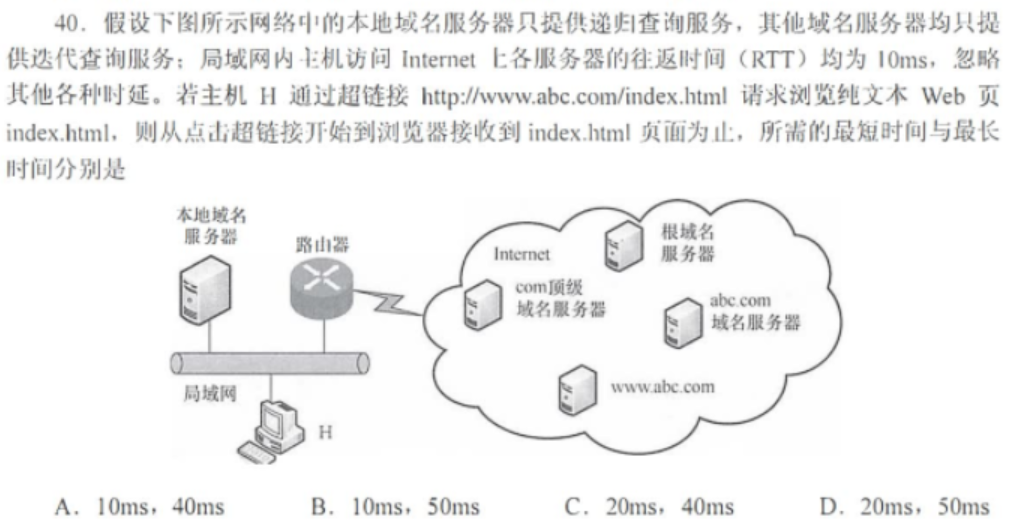 40．假设下图所示网络中的本地域名服务器只提供递归查询服务，其他域名服务器均只提
供迭代查询服务；局域网内主机访问 Internet 上各服务器的往返时间（RTT）均为 10ms，忽略
其他各种时延。若主机 H 通过超链接 http://www.abc.com/index.html 请求浏览纯文本 Web 页
index.html，则从点击超链接开始到浏览器接收到 index.html 页面为止，所需的最短时间与最长
时间分别是
本地域名
服务器
路由器
Internet
根域名
服务器
com顶级
域名服务器
abc.com
域名服务器
www.abc.com
局域网
H
A．10ms，40ms B．10ms，50ms C．20ms，40ms D．20ms，50ms